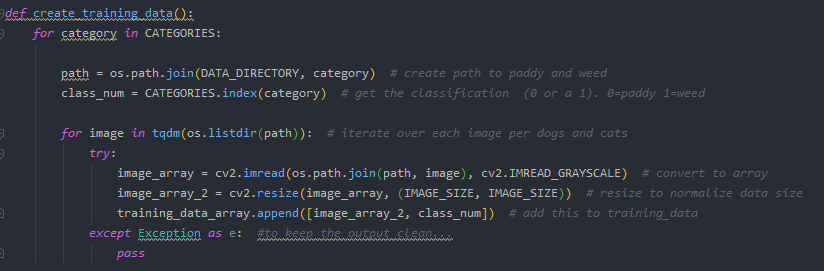 def create_training_data():
for category in CATEGORIES:
path = os.path.join(DATA_DIRECTORY, category)  # create path to paddy and weed
class_num = CATEGORIES.index(category)  # get the classification  (0 or a 1). 0=paddy 1=weed
for image in tqdm(os.listdir(path)):  # iterate over each image per dogs and cats
try:
image_array = cv2.imread(os.path.join(path, image), cv2.IMREAD_GRAYSCALE)  # convert to array
image_array_2 = cv2.resize(image_array, (IMAGE_SIZE, IMAGE_SIZE))  # resize to normalize data size
training_data_array.append([image_array_2, class_num])  # add this to training_data
except Exception as e:  #to keep the output clean...
pass